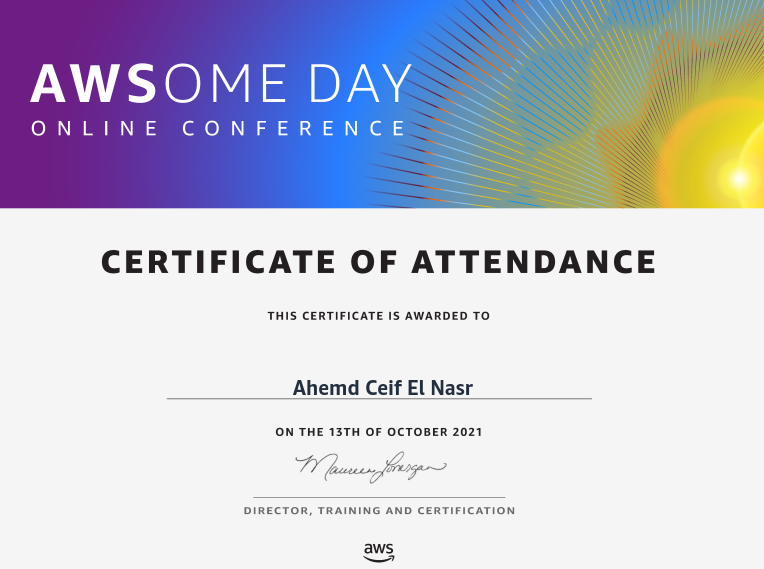 AWSOME DAY
ONLINE CONFERENCE
CERTIFICATE OF ATTENDANCE
THIS CERTIFICATE IS AWARDED TO
Ahemd Ceif El Nasr
ON THE 13TH OF OCTOBER 2021
Maureen Lonergan
DIRECTOR, TRAINING AND CERTIFICATION
aws